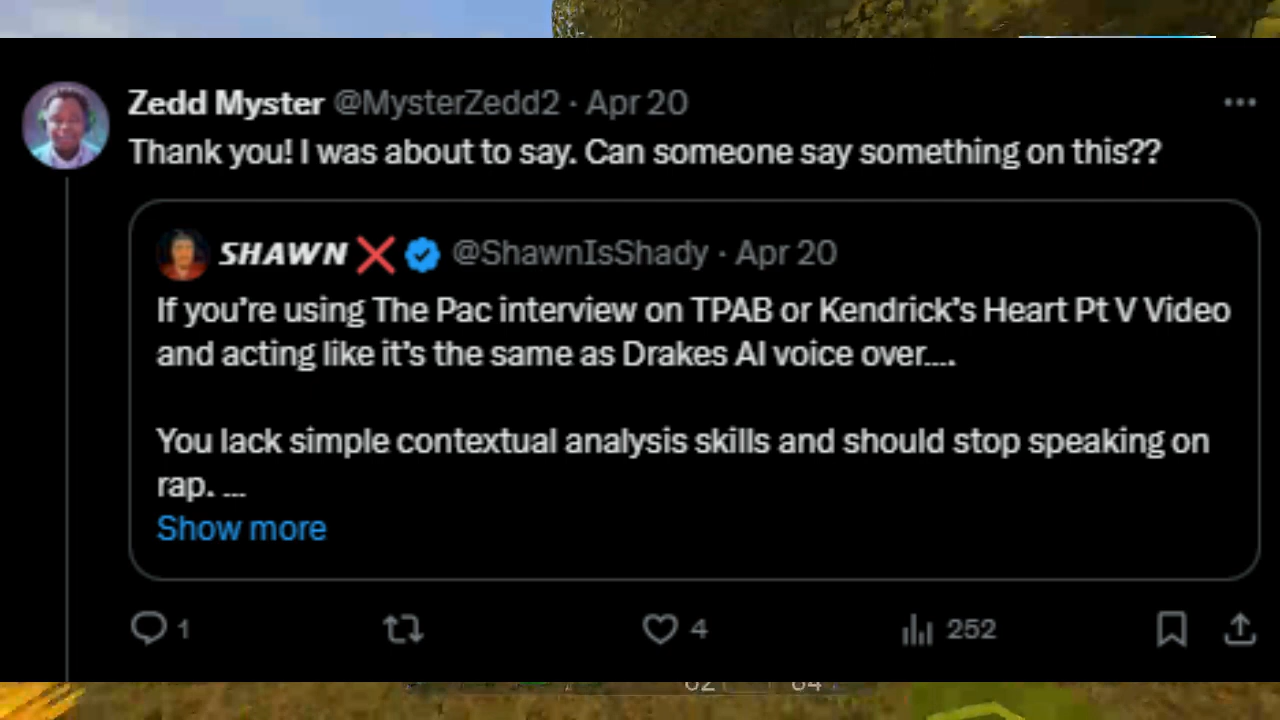 Zedd Myster @MysterZedd2 · Apr 20
Thank you! I was about to say. Can someone say something on this??
SHAWN ❌ @ShawnIsShady · Apr 20
If you’re using The Pac interview on TPAB or Kendrick’s Heart Pt V Video
and acting like it’s the same as Drakes AI voice over....
You lack simple contextual analysis skills and should stop speaking on
rap. ...
Show more
1 4 252